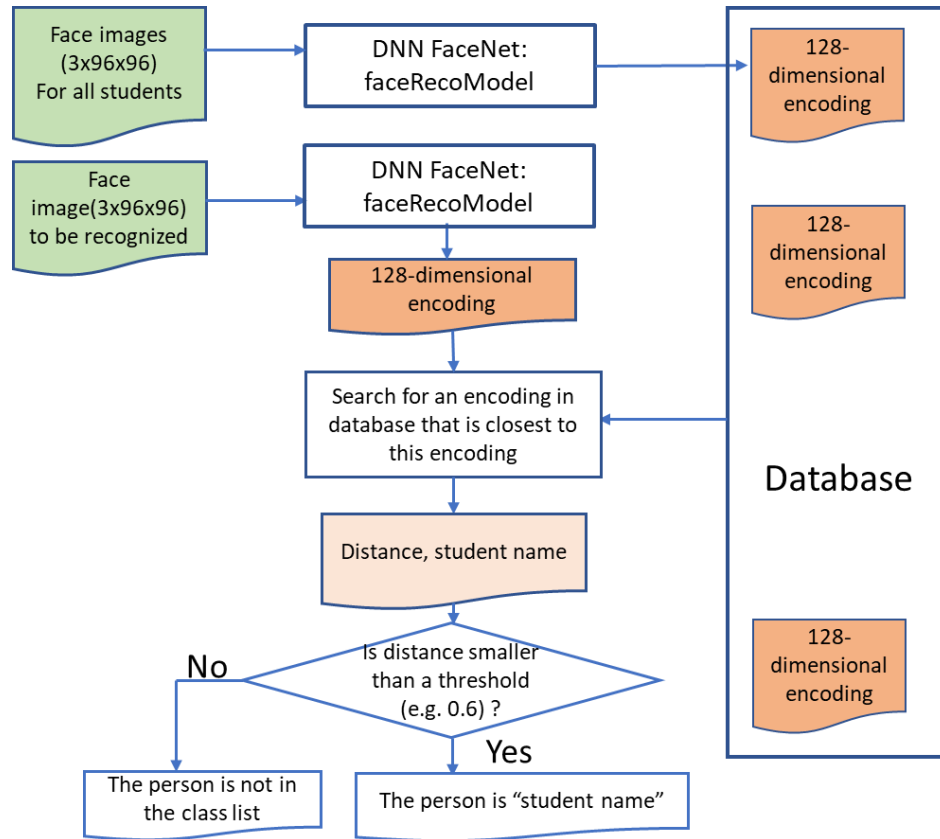 Face images
(3x96x96)
For all students
DNN FaceNet:
faceRecoModel
128-
dimensional
encoding
Face
image(3x96x96)
to be recognized
DNN FaceNet:
faceRecoModel
128-
dimensional
encoding
128-dimensional
encoding
Search for an encoding in
database that is closest to
this encoding
Database
Distance, student name
128-
dimensional
encoding
No
Is distance smaller
than a threshold
(e.g. 0.6) ?
Yes
The person is not in
the class list
The person is “student name”